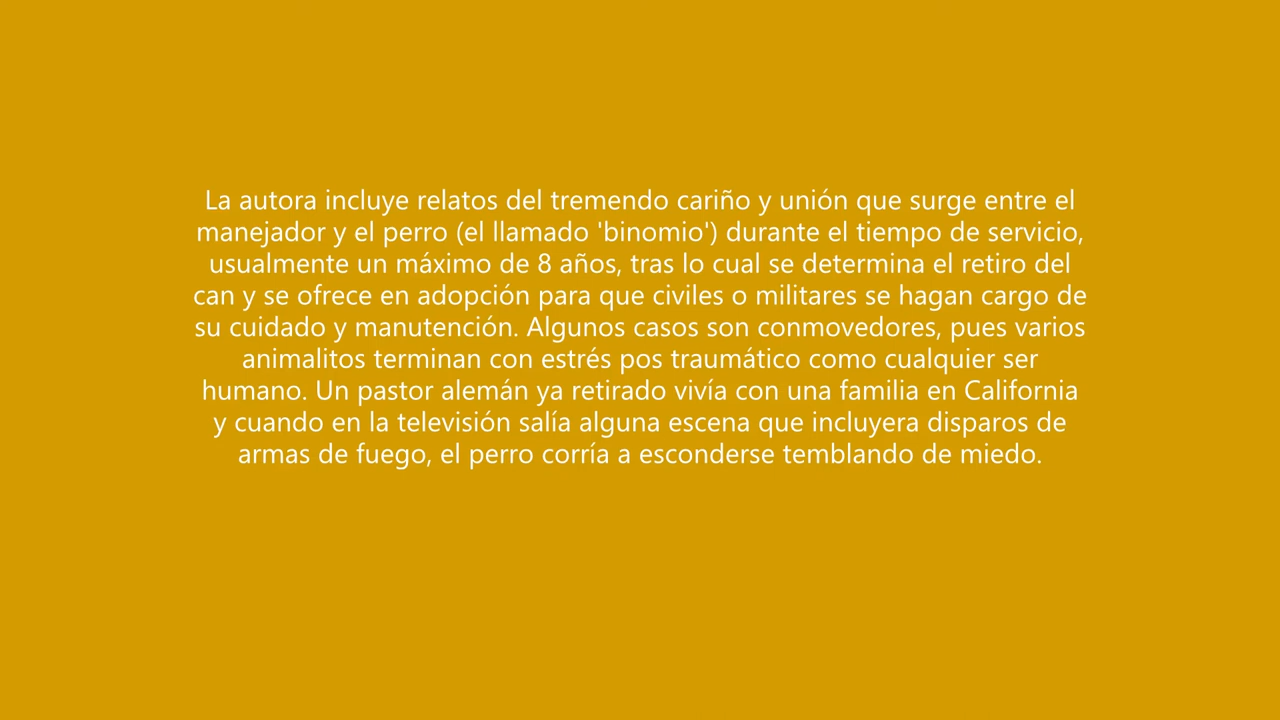 La autora incluye relatos del tremendo cariño y unión que surge entre el
manejador y el perro (el llamado 'binomio') durante el tiempo de servicio,
usualmente un máximo de 8 años, tras lo cual se determina el retiro del
can y se ofrece en adopción para que civiles o militares se hagan cargo de
su cuidado y manutención. Algunos casos son conmovedores, pues varios
animalitos terminan con estrés pos traumático como cualquier ser
humano. Un pastor alemán ya retirado vivía con una familia en California
y cuando en la televisión salía alguna escena que incluyera disparos de
armas de fuego, el perro corría a esconderse temblando de miedo.